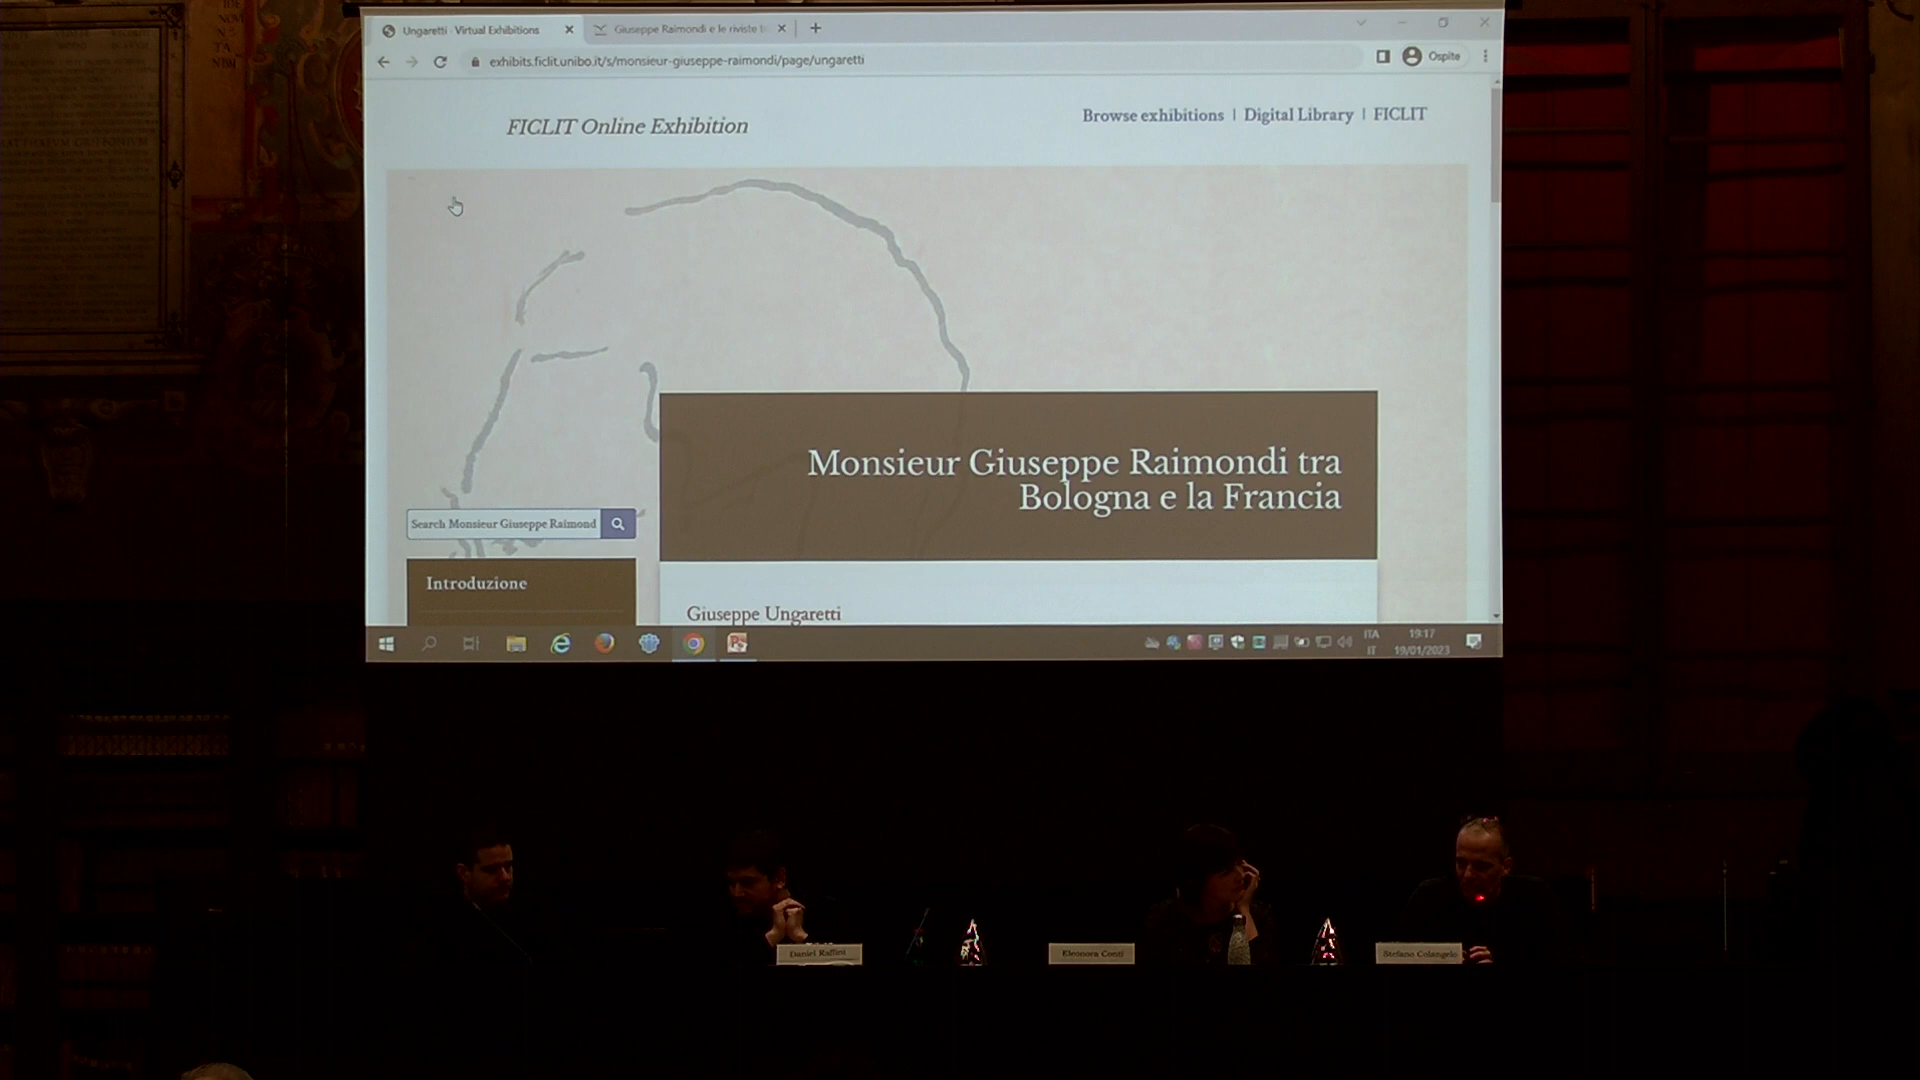 Ungaretti · Virtual Exhibitions
Giuseppe Raimondi e le riviste
exhibits.ficlit.unibo.it/s/monsieur-giuseppe-raimondi/page/ungaretti
Ospite
FICLIT Online Exhibition
Browse exhibitions | Digital Library | FICLIT
Monsieur Giuseppe Raimondi tra
Bologna e la Francia
Search Monsieur Giuseppe Raimond
Introduzione
Giuseppe Ungaretti
ITA
IT
19:17
19/01/2023
Daniel Raffini
Eleonora Conti
Stefano Colangelo